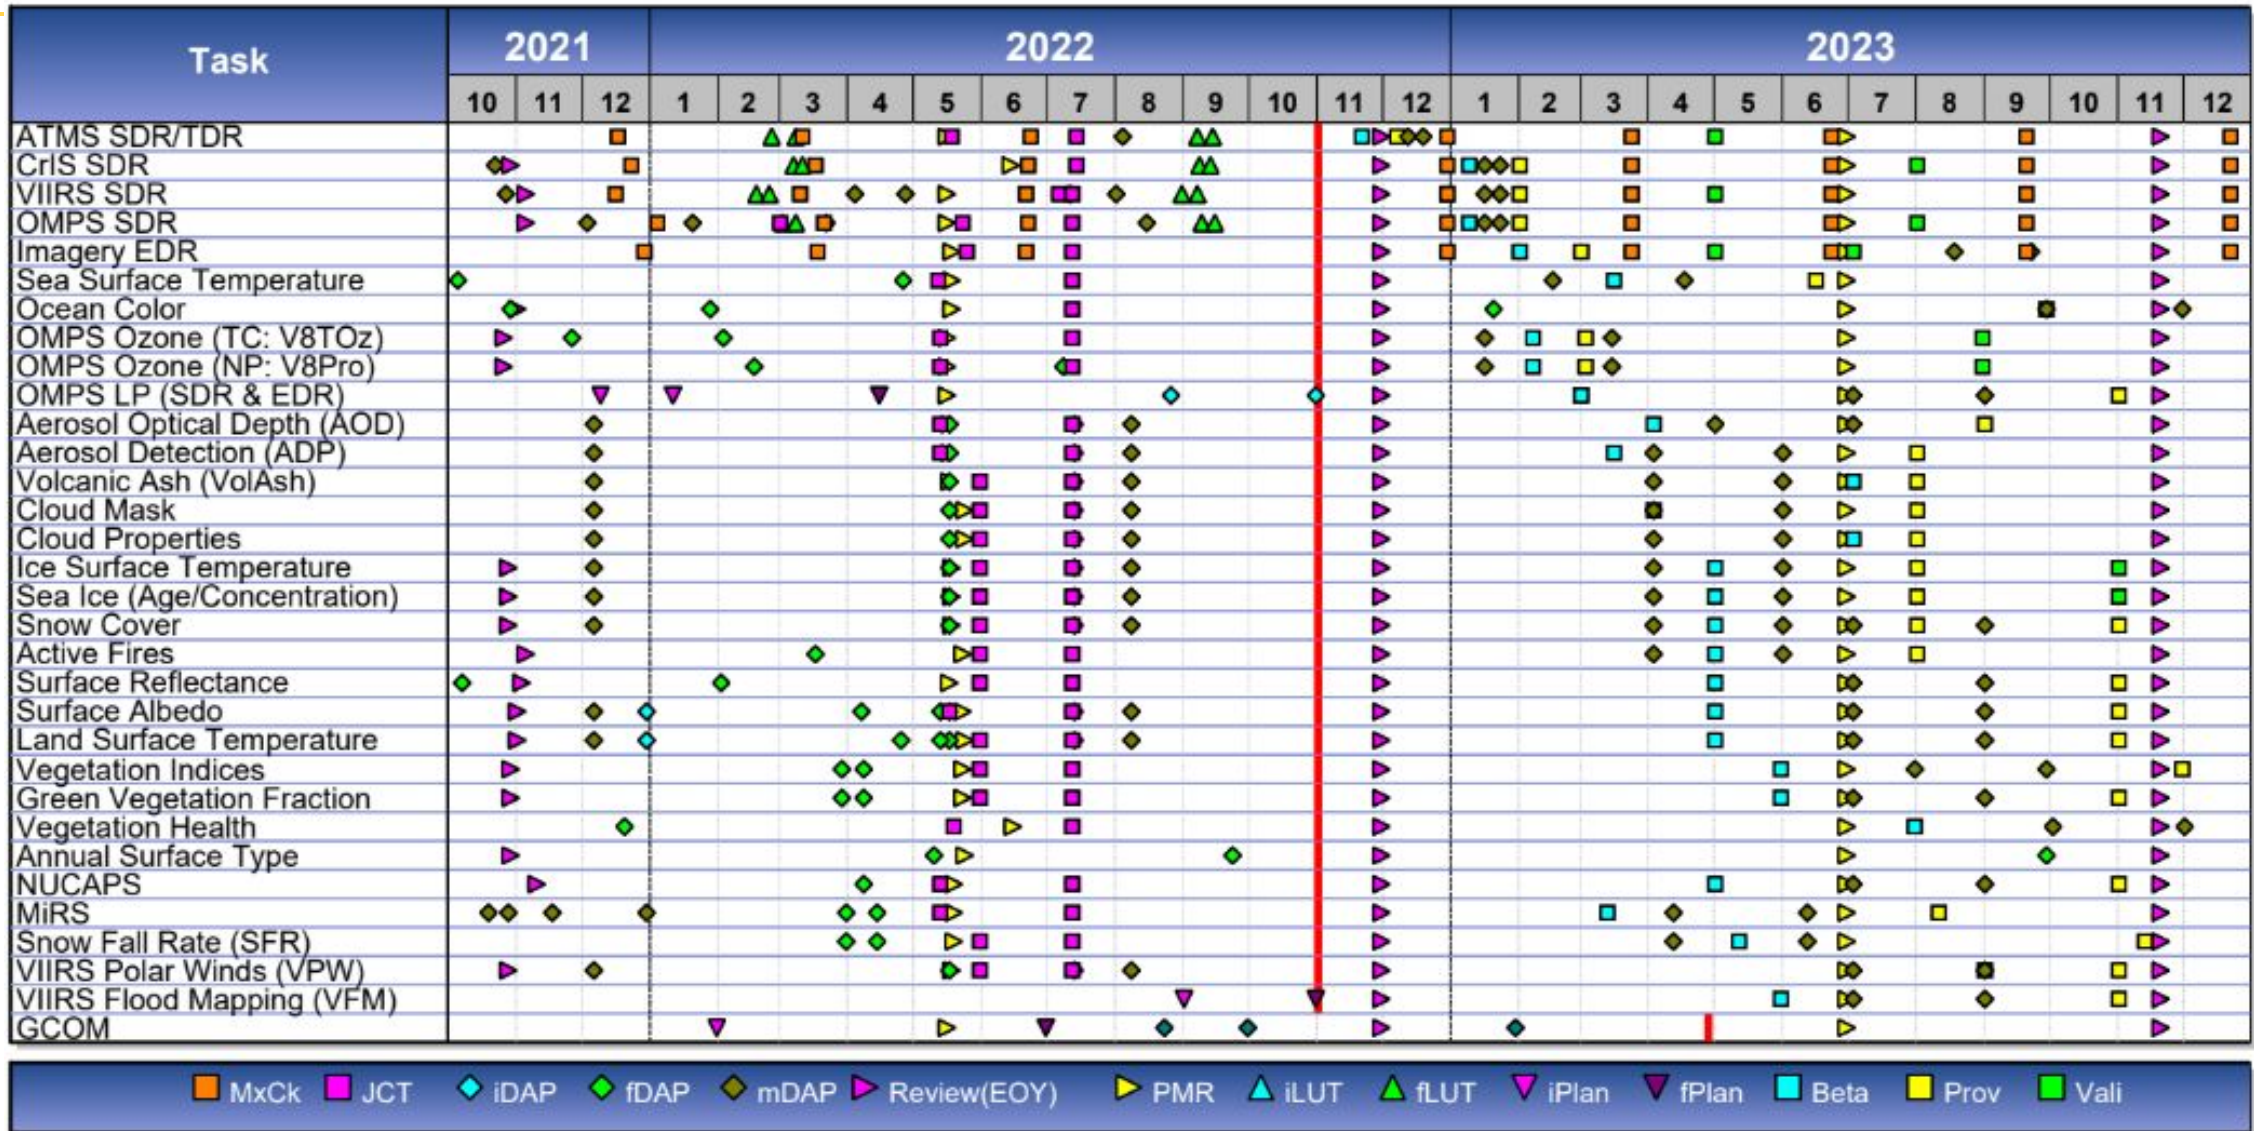 Task 2021 2022 2023
10 11 12 1 2 3 4 5 6 7 8 9 10 11 12 1 2 3 4 5 6 7 8 9 10 11 12
ATMS SDR/TDR
CrIS SDR
VIIRS SDR
OMPS SDR
Imagery EDR
Sea Surface Temperature
Ocean Color
OMPS Ozone (TC: V8TOz)
OMPS Ozone (NP: V8Pro)
OMPS LP (SDR & EDR)
Aerosol Optical Depth (AOD)
Aerosol Detection (ADP)
Volcanic Ash (VolAsh)
Cloud Mask
Cloud Properties
Ice Surface Temperature
Sea Ice (Age/Concentration)
Snow Cover
Active Fires
Surface Reflectance
Surface Albedo
Land Surface Temperature
Vegetation Indices
Green Vegetation Fraction
Vegetation Health
Annual Surface Type
NUCAPS
MiRS
Snow Fall Rate (SFR)
VIIRS Polar Winds (VPW)
VIIRS Flood Mapping (VFM)
GCOM
MxCk JCT iDAP fDAP mDAP Review(EOY) PMR iLUT fLUT iPlan fPlan Beta Prov Vali